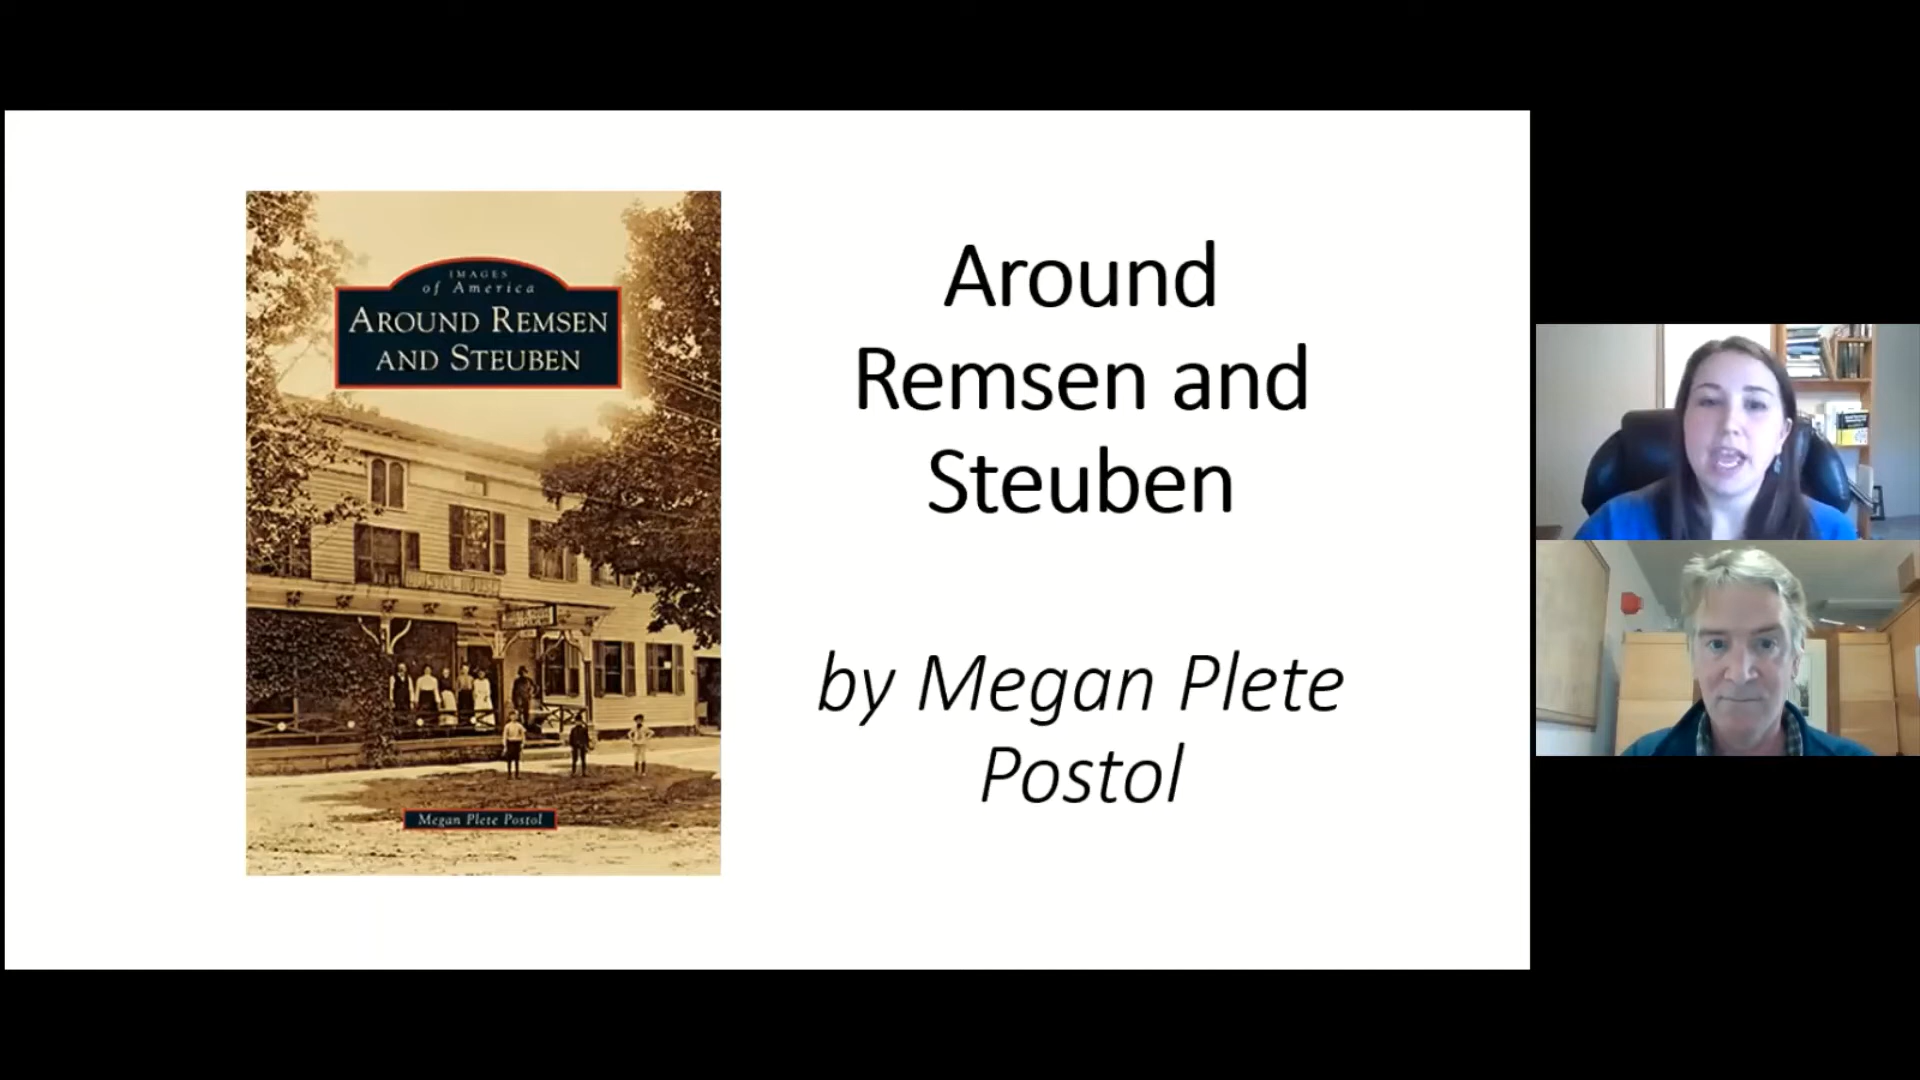 IMAGES
of America
AROUND REMSEN
AND STEUBEN
Megan Plete Postol
Around
Remsen and
Steuben
by Megan Plete
Postol